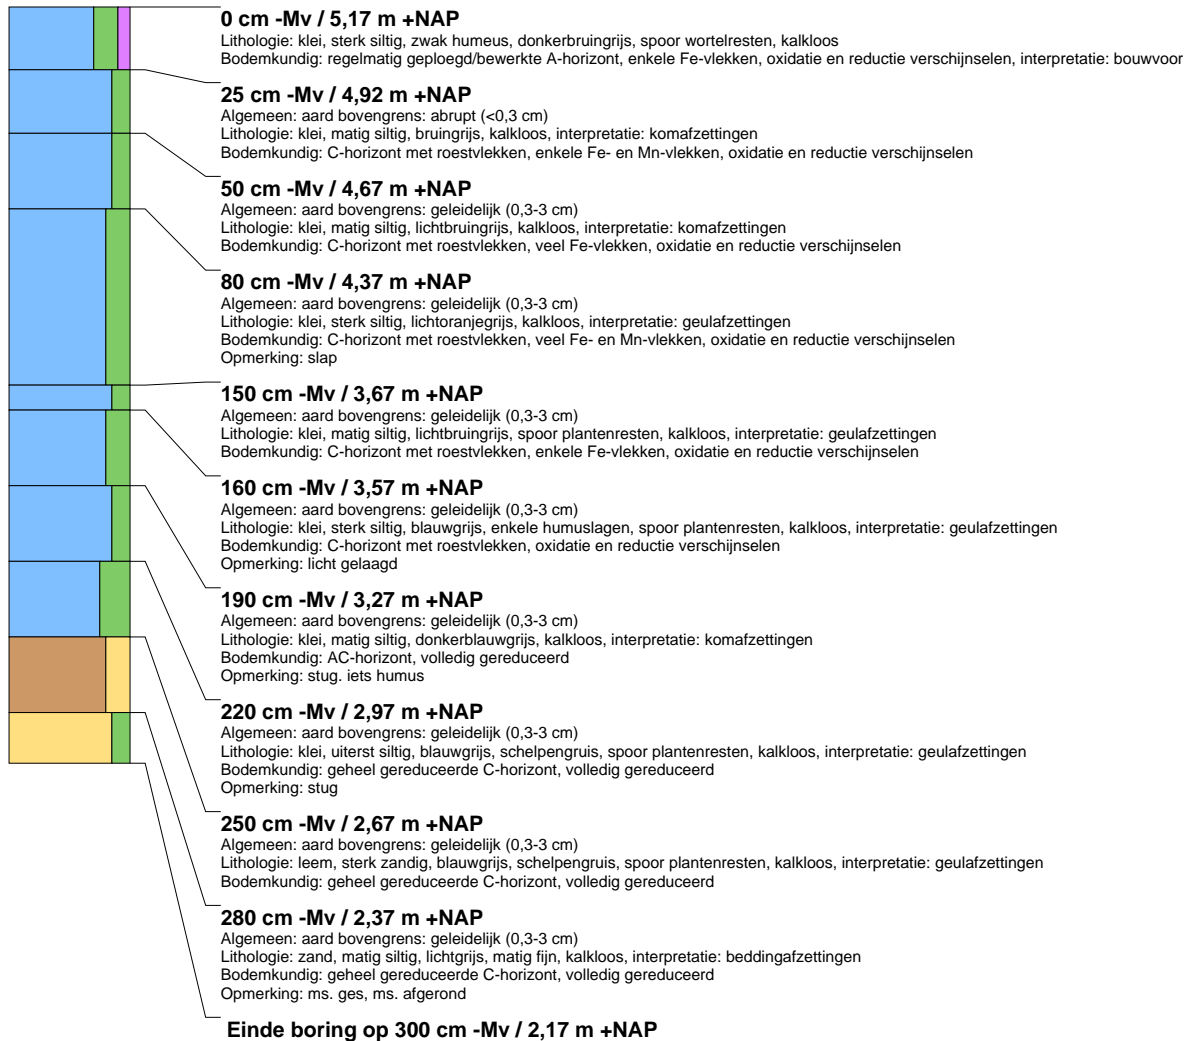 0 cm -Mv / 5,17 m +NAP
Lithologie: klei, sterk siltig, zwak humeus, donkerbruingrijs, spoor wortelresten, kalkloos
Bodemkundig: regelmatig geploegd/bewerkte A-horizont, enkele Fe-vlekken, oxidatie en reductie verschijnselen, interpretatie: bouwvoor
25 cm -Mv / 4,92 m +NAP
Algemeen: aard bovengrens: abrupt (<0,3 cm)
Lithologie: klei, matig siltig, bruingrijs, kalkloos, interpretatie: komafzettingen
Bodemkundig: C-horizont met roestvlekken, enkele Fe- en Mn-vlekken, oxidatie en reductie verschijnselen
50 cm -Mv / 4,67 m +NAP
Algemeen: aard bovengrens: geleidelijk (0,3-3 cm)
Lithologie: klei, matig siltig, lichtbruingrijs, kalkloos, interpretatie: komafzettingen
Bodemkundig: C-horizont met roestvlekken, veel Fe-vlekken, oxidatie en reductie verschijnselen
80 cm -Mv / 4,37 m +NAP
Algemeen: aard bovengrens: geleidelijk (0,3-3 cm)
Lithologie: klei, sterk siltig, lichtoranjegrijs, kalkloos, interpretatie: geulafzettingen
Bodemkundig: C-horizont met roestvlekken, veel Fe- en Mn-vlekken, oxidatie en reductie verschijnselen
Opmerking: slap
150 cm -Mv / 3,67 m +NAP
Algemeen: aard bovengrens: geleidelijk (0,3-3 cm)
Lithologie: klei, matig siltig, lichtbruingrijs, spoor plantenresten, kalkloos, interpretatie: geulafzettingen
Bodemkundig: C-horizont met roestvlekken, enkele Fe-vlekken, oxidatie en reductie verschijnselen
160 cm -Mv / 3,57 m +NAP
Algemeen: aard bovengrens: geleidelijk (0,3-3 cm)
Lithologie: klei, sterk siltig, blauwgrijs, enkele humuslagen, spoor plantenresten, kalkloos, interpretatie: geulafzettingen
Bodemkundig: C-horizont met roestvlekken, oxidatie en reductie verschijnselen
Opmerking: licht gelaagd
190 cm -Mv / 3,27 m +NAP
Algemeen: aard bovengrens: geleidelijk (0,3-3 cm)
Lithologie: klei, matig siltig, donkerblauwgrijs, kalkloos, interpretatie: komafzettingen
Bodemkundig: AC-horizont, volledig gereduceerd
Opmerking: stug. iets humus
220 cm -Mv / 2,97 m +NAP
Algemeen: aard bovengrens: geleidelijk (0,3-3 cm)
Lithologie: klei, uiterst siltig, blauwgrijs, schelpengruis, spoor plantenresten, kalkloos, interpretatie: geulafzettingen
Bodemkundig: geheel gereduceerde C-horizont, volledig gereduceerd
Opmerking: stug
250 cm -Mv / 2,67 m +NAP
Algemeen: aard bovengrens: geleidelijk (0,3-3 cm)
Lithologie: leem, sterk zandig, blauwgrijs, schelpengruis, spoor plantenresten, kalkloos, interpretatie: geulafzettingen
Bodemkundig: geheel gereduceerde C-horizont, volledig gereduceerd
280 cm -Mv / 2,37 m +NAP
Algemeen: aard bovengrens: geleidelijk (0,3-3 cm)
Lithologie: zand, matig siltig, lichtgrijs, matig fijn, kalkloos, interpretatie: beddingafzettingen
Bodemkundig: geheel gereduceerde C-horizont, volledig gereduceerd
Opmerking: ms. ges, ms. afgerond
Einde boring op 300 cm -Mv / 2,17 m +NAP